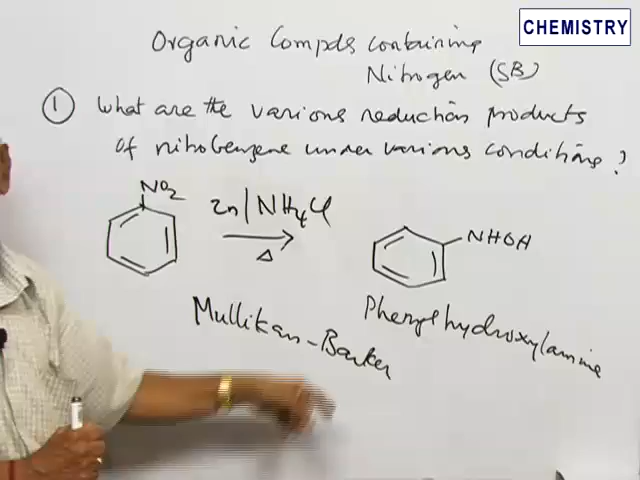 CHEMISTRY
Organic Compds containing
Nitrogen (SB)
① What are the various reduction products
of nitrobenzene under various conditions?
NO2
Zn|NH4Cl
Δ
NHOH
Mullikan-Barker
Phenylhydroxylamine